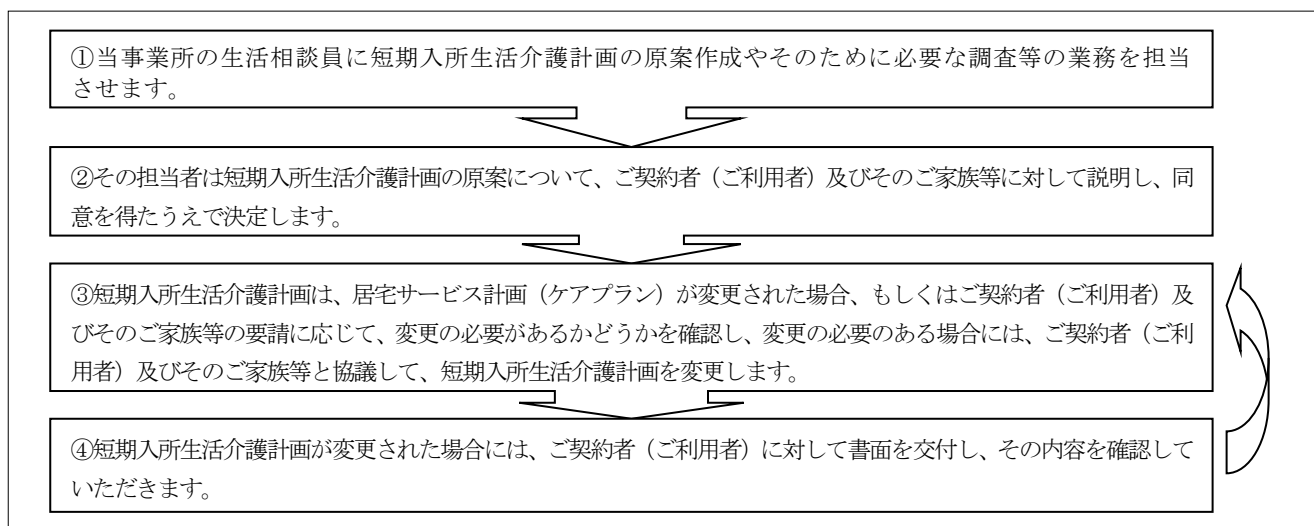 ①当事業所の生活相談員に短期入所生活介護計画の原案作成やそのために必要な調査等の業務を担当
させます。
②その担当者は短期入所生活介護計画の原案について、ご契約者（ご利用者）及びそのご家族等に対して説明し、同
意を得たうえで決定します。
③短期入所生活介護計画は、居宅サービス計画（ケアプラン）が変更された場合、もしくはご契約者（ご利用者）及
びそのご家族等の要請に応じて、変更の必要があるかどうかを確認し、変更の必要のある場合には、ご契約者（ご利
用者）及びそのご家族等と協議して、短期入所生活介護計画を変更します。
④短期入所生活介護計画が変更された場合には、ご契約者（ご利用者）に対して書面を交付し、その内容を確認して
いただきます。